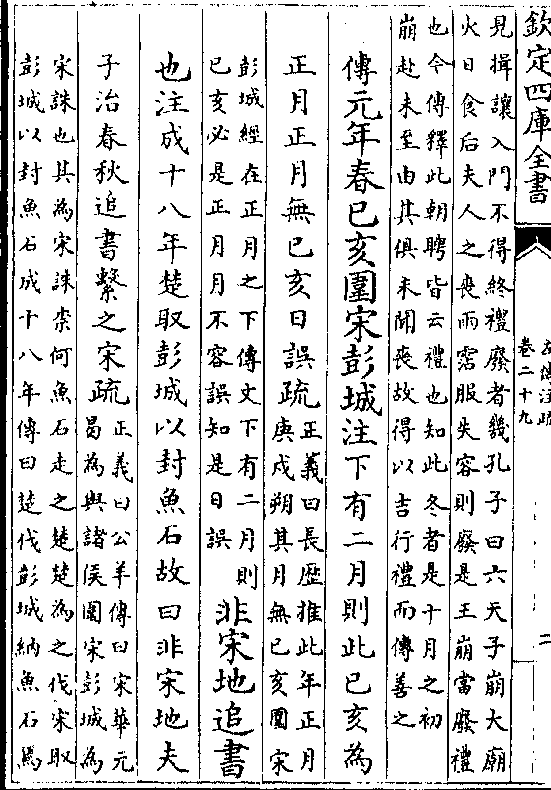 欽定四庫全書
左傳注疏
卷二十九
二
見揖讓入門不得終禮廢者幾孔子曰六天子崩大廟
火日食后夫人之喪雨霑服失容則廢是王崩當廢禮
也今傳釋此朝聘皆云禮也知此冬者是十月之初
崩赴未至由其俱未聞喪故得以吉行禮而傳善之
傳元年春己亥圍宋彭城注下有二月則此己亥為
正月正月無己亥日誤疏正義曰長歷推此年正月
庚戌朔其月無己亥圍宋
彭城經在正月之下傳文下有二月則
己亥必是正月月不容誤知是日誤
非宋地追書
也注成十八年楚取彭城以封魚石故曰非宋地夫
子治春秋追書繫之宋疏正義曰公羊傳曰宋華元
曷為與諸侯圍宋彭城為
宋誅也其為宋誅柰何魚石走之楚楚為之伐宋取
彭城以封魚石成十八年傳曰楚伐彭城納魚石焉